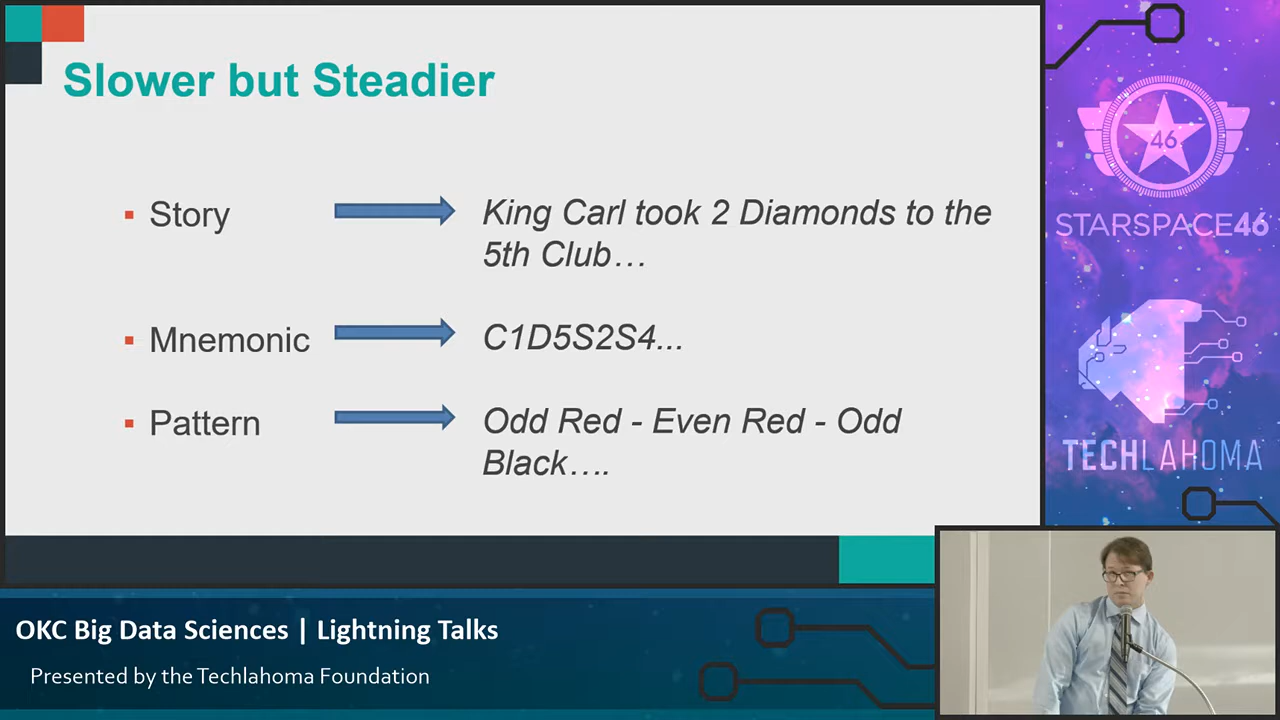 Slower but Steadier
Story
King Carl took 2 Diamonds to the
5th Club…
Mnemonic
C1D5S2S4...
Pattern
Odd Red - Even Red - Odd
Black….
46
STARSPACE46
TECHLAHOMA
OKC Big Data Sciences | Lightning Talks
Presented by the Techlahoma Foundation